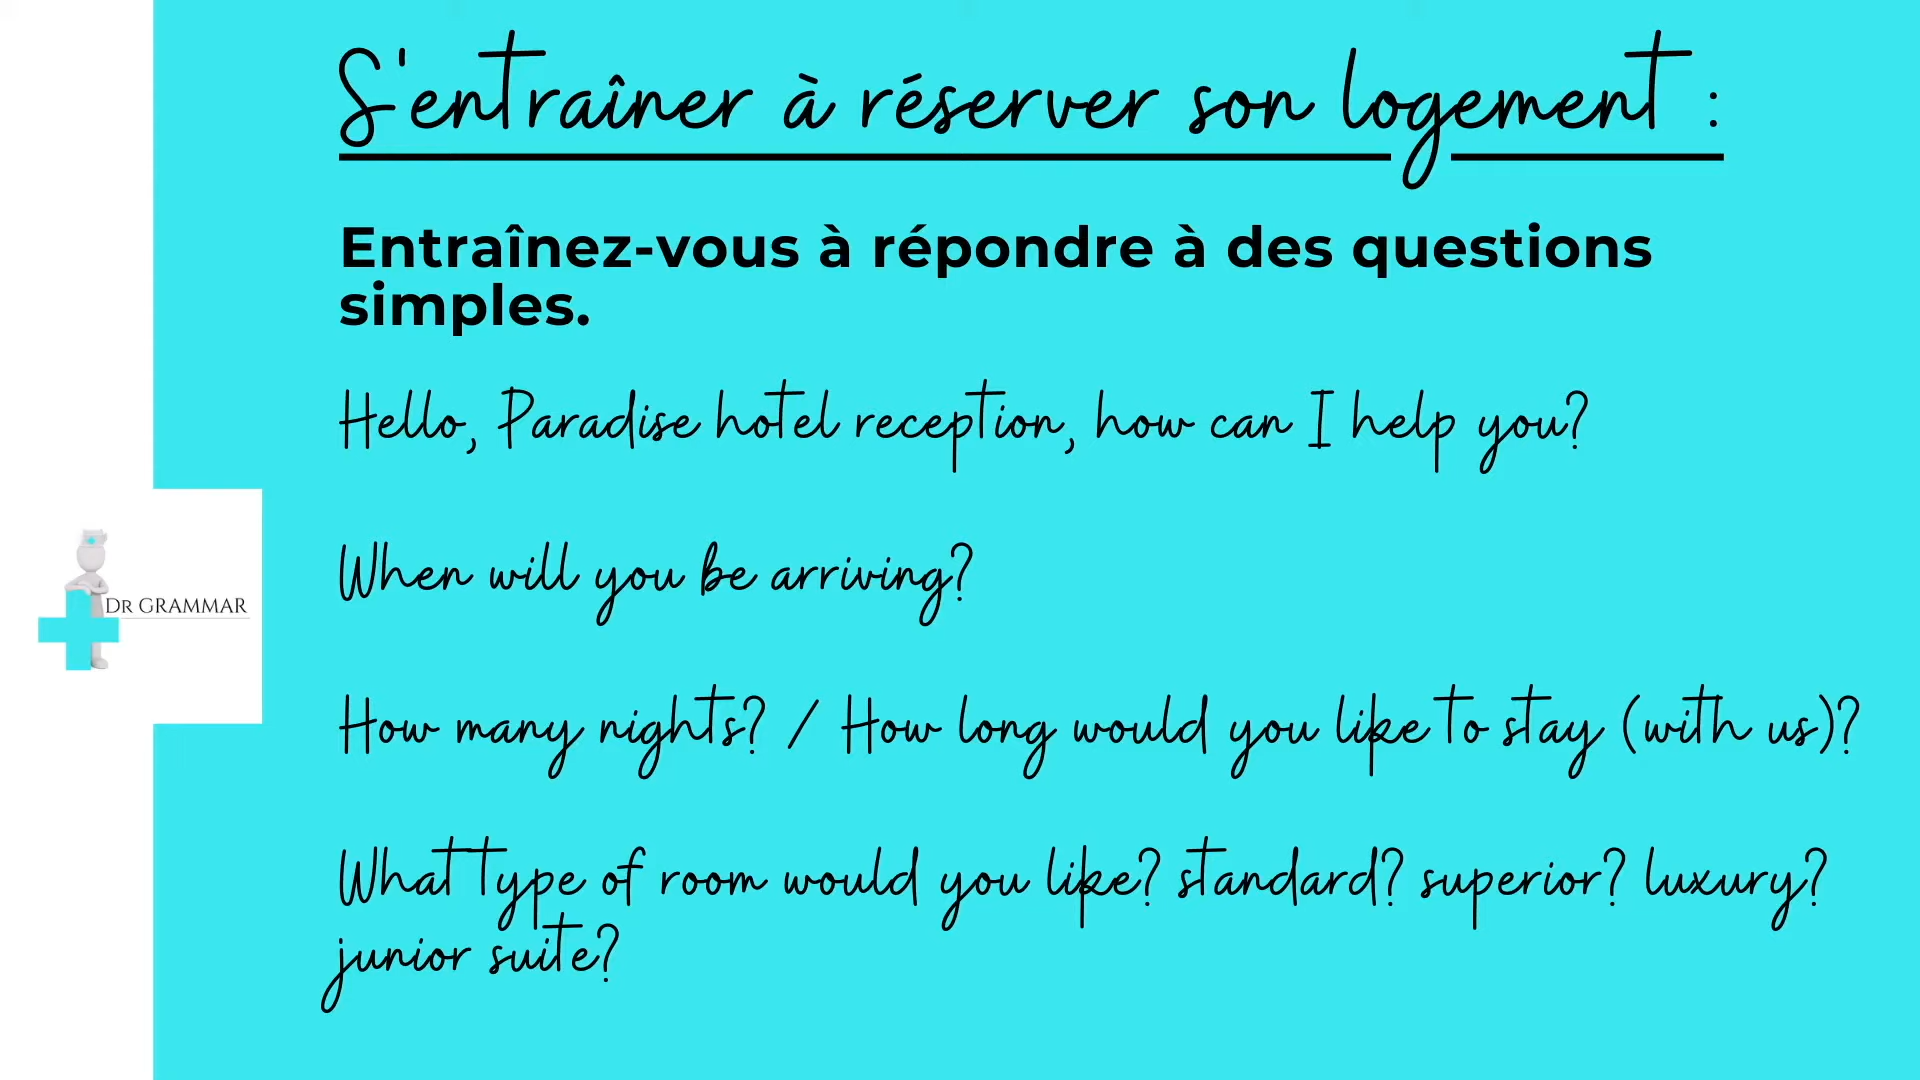 S'entraîner à réserver son logement :
Entraînez-vous à répondre à des questions
simples.
Hello, Paradise hotel reception, how can I help you?
When will you be arriving?
How many nights? / How long would you like to stay (with us)?
What type of room would you like? standard? superior? luxury?
junior suite?
DR GRAMMAR